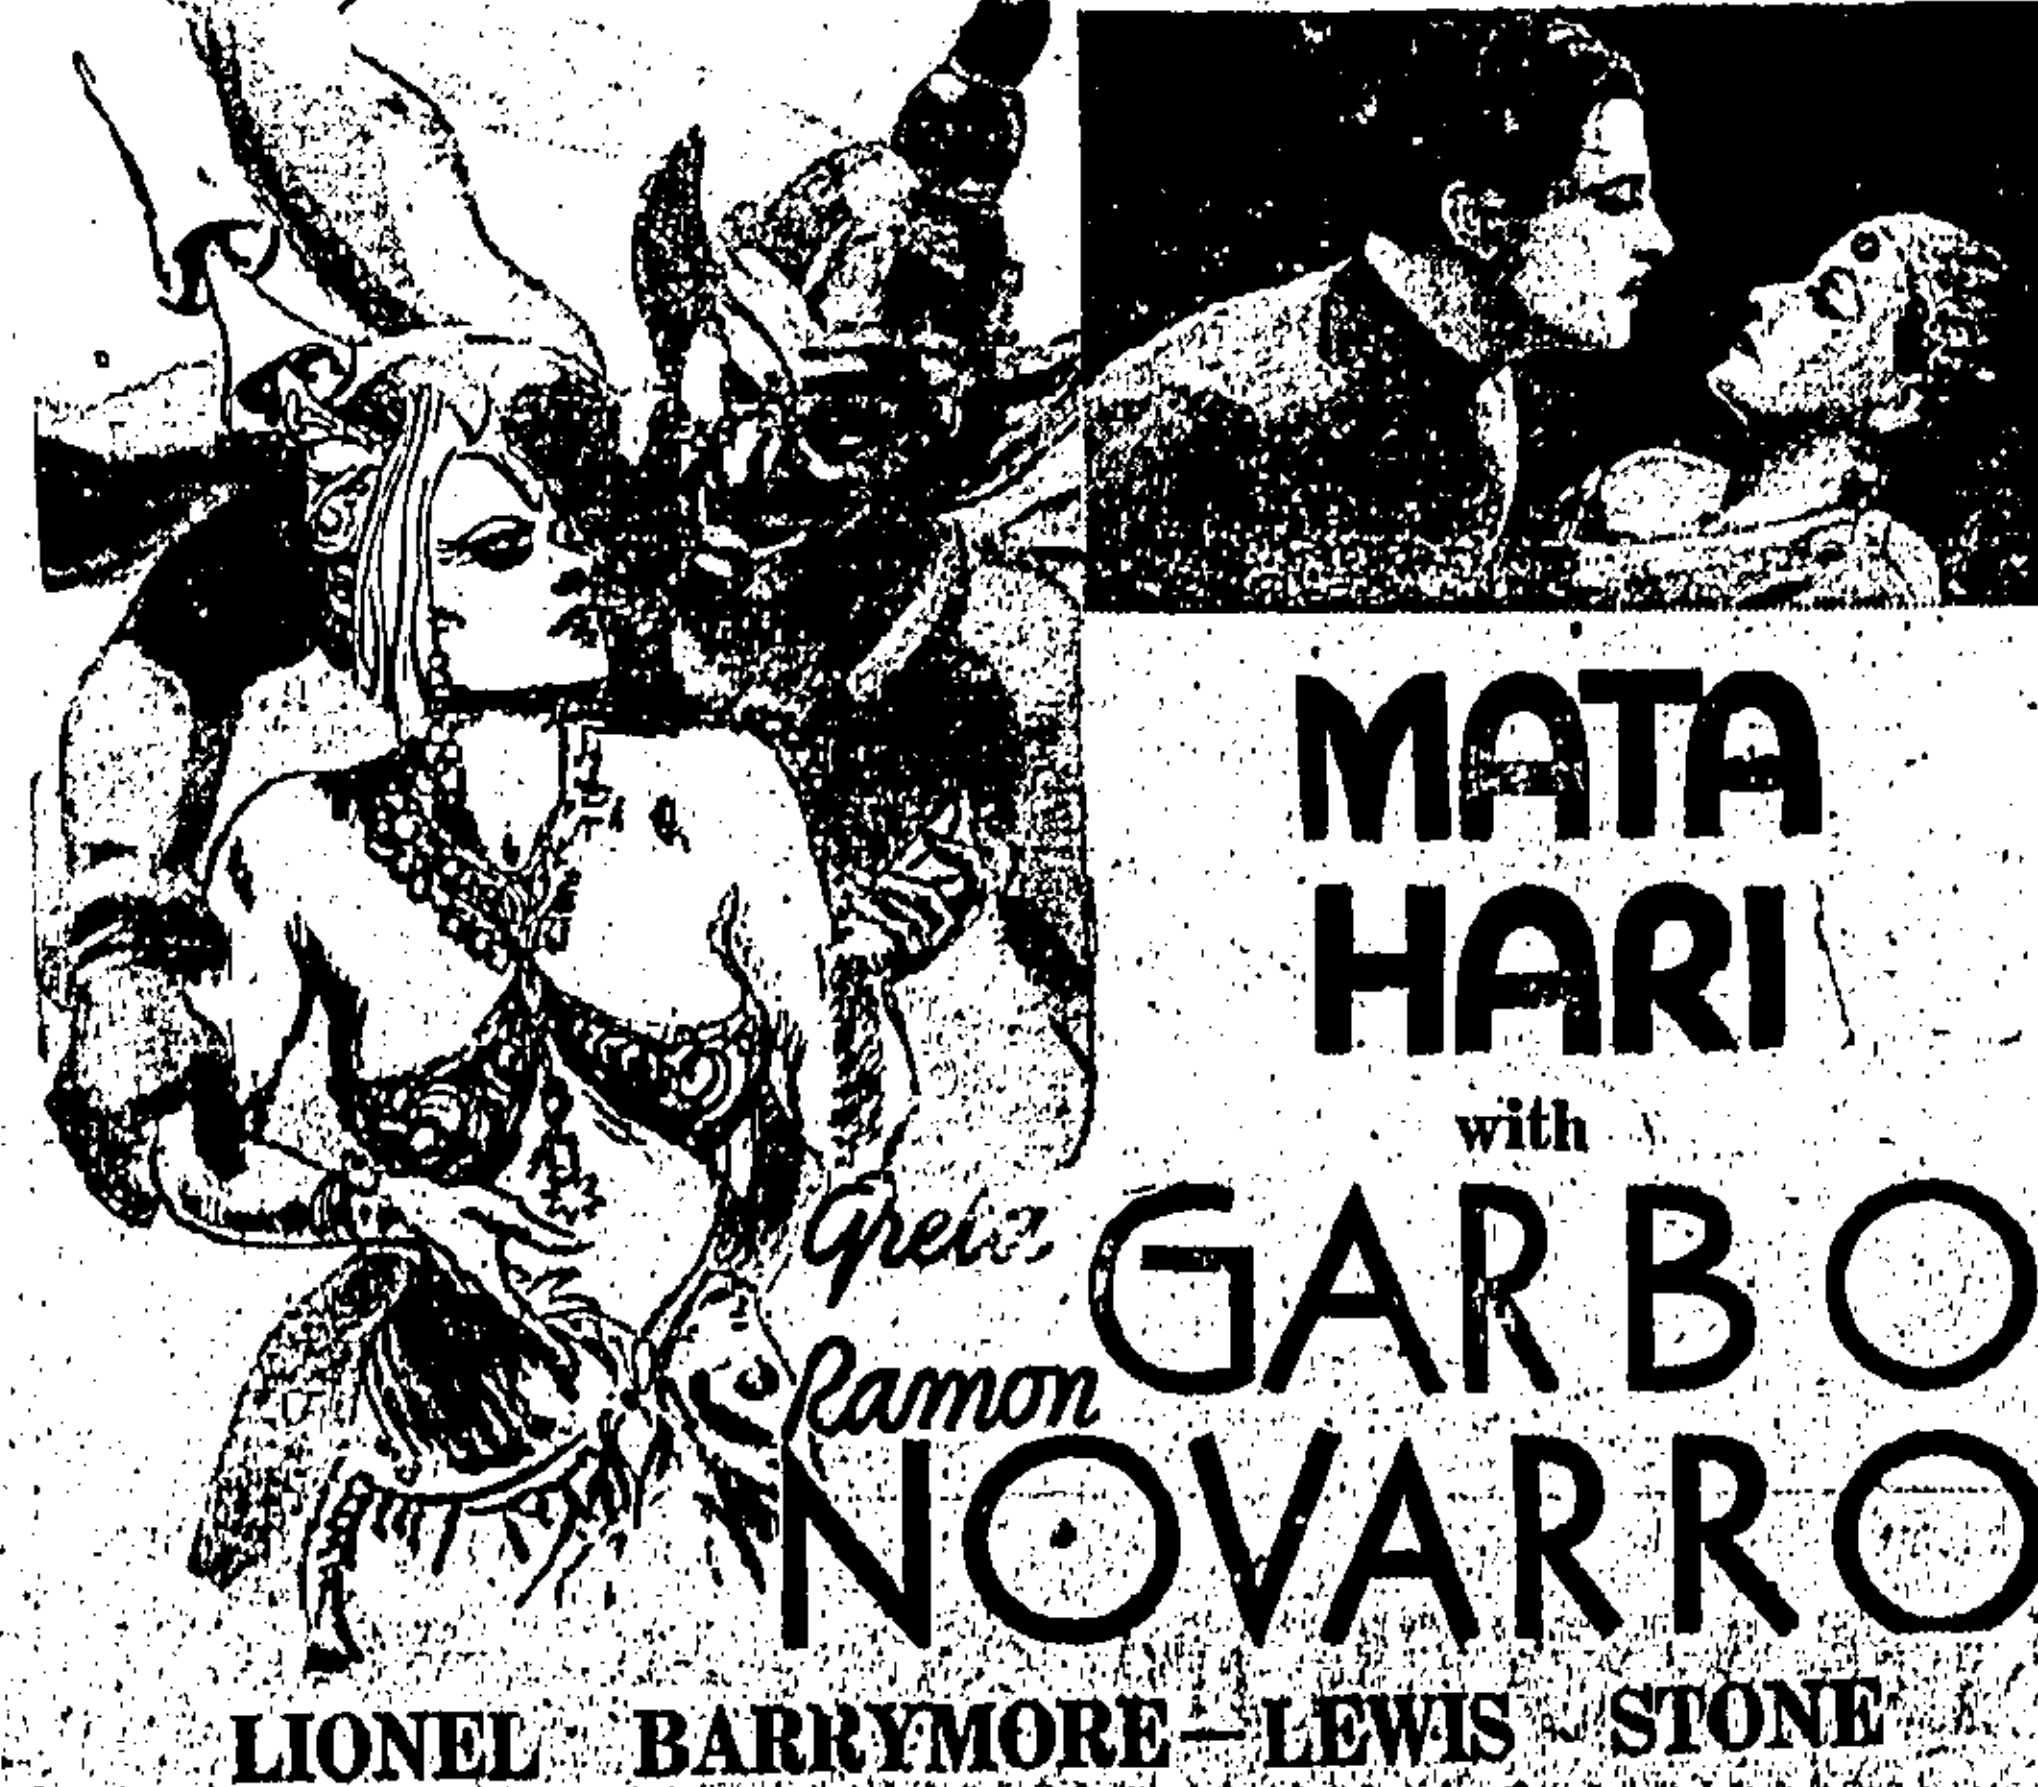 MATA
HARI
with
Greta GARBO
Ramon
NOVARRO
LIONEL BARRYMORE—LEWIS STONE